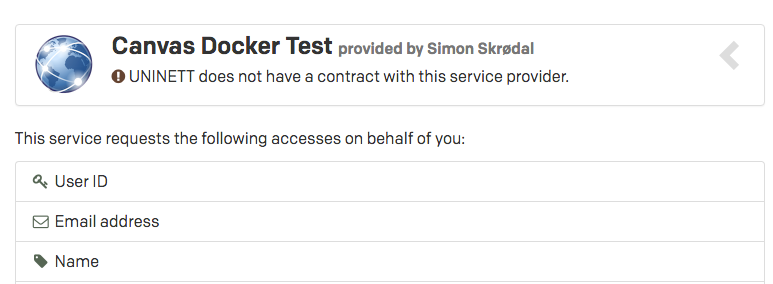 Canvas Docker Test provided by Simon Skrødal
UNINETT does not have a contract with this service provider.
This service requests the following accesses on behalf of you:
User ID
Email address
Name